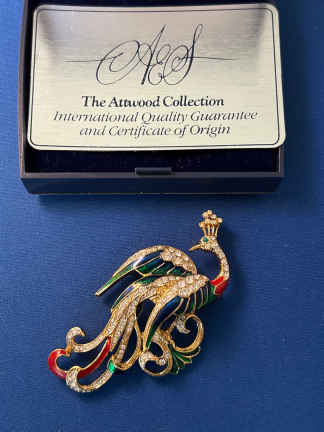 A&S
The Attwood Collection
International Quality Guarantee
and Certificate of Origin